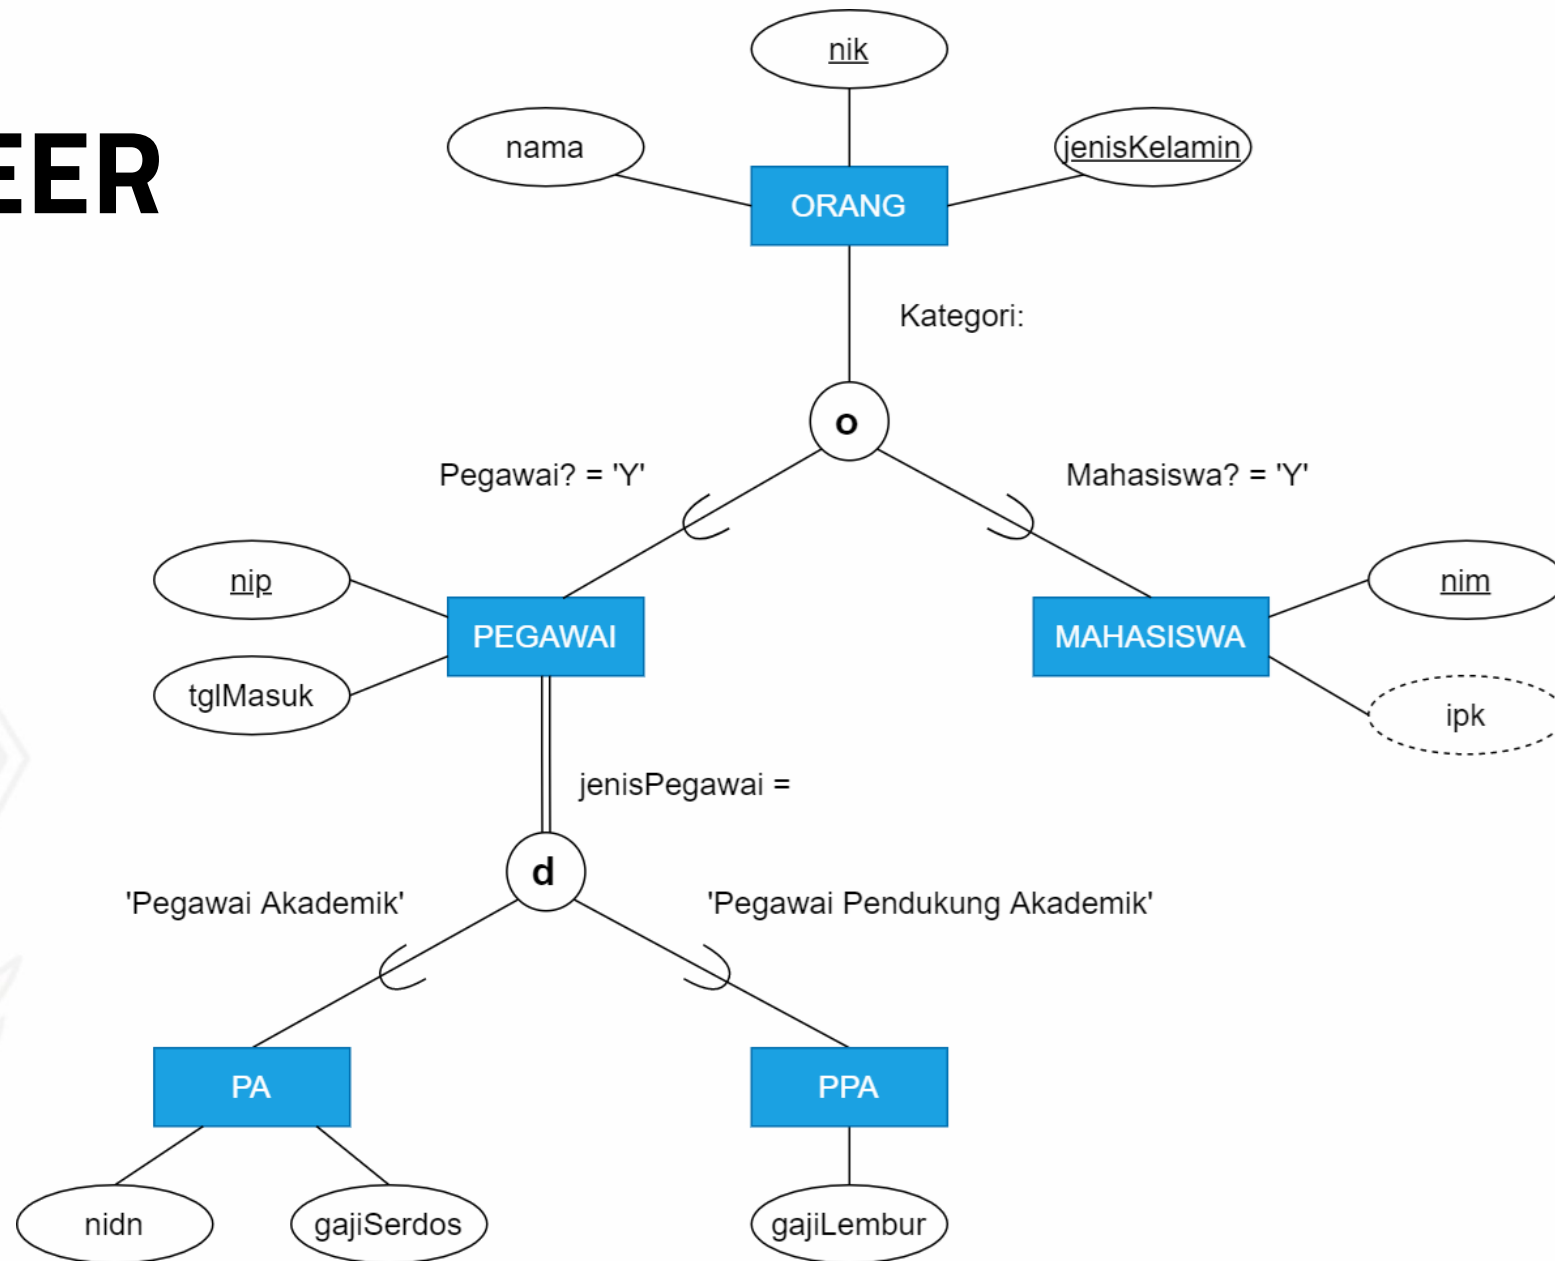 EER
nik
nama
jenisKelamin
ORANG
Kategori:
o
Pegawai? = 'Y'
Mahasiswa? = 'Y'
nip
nim
PEGAWAI
MAHASISWA
tglMasuk
ipk
jenisPegawai =
d
'Pegawai Akademik'
'Pegawai Pendukung Akademik'
PA
PPA
nidn
gajiSerdos
gajiLembur